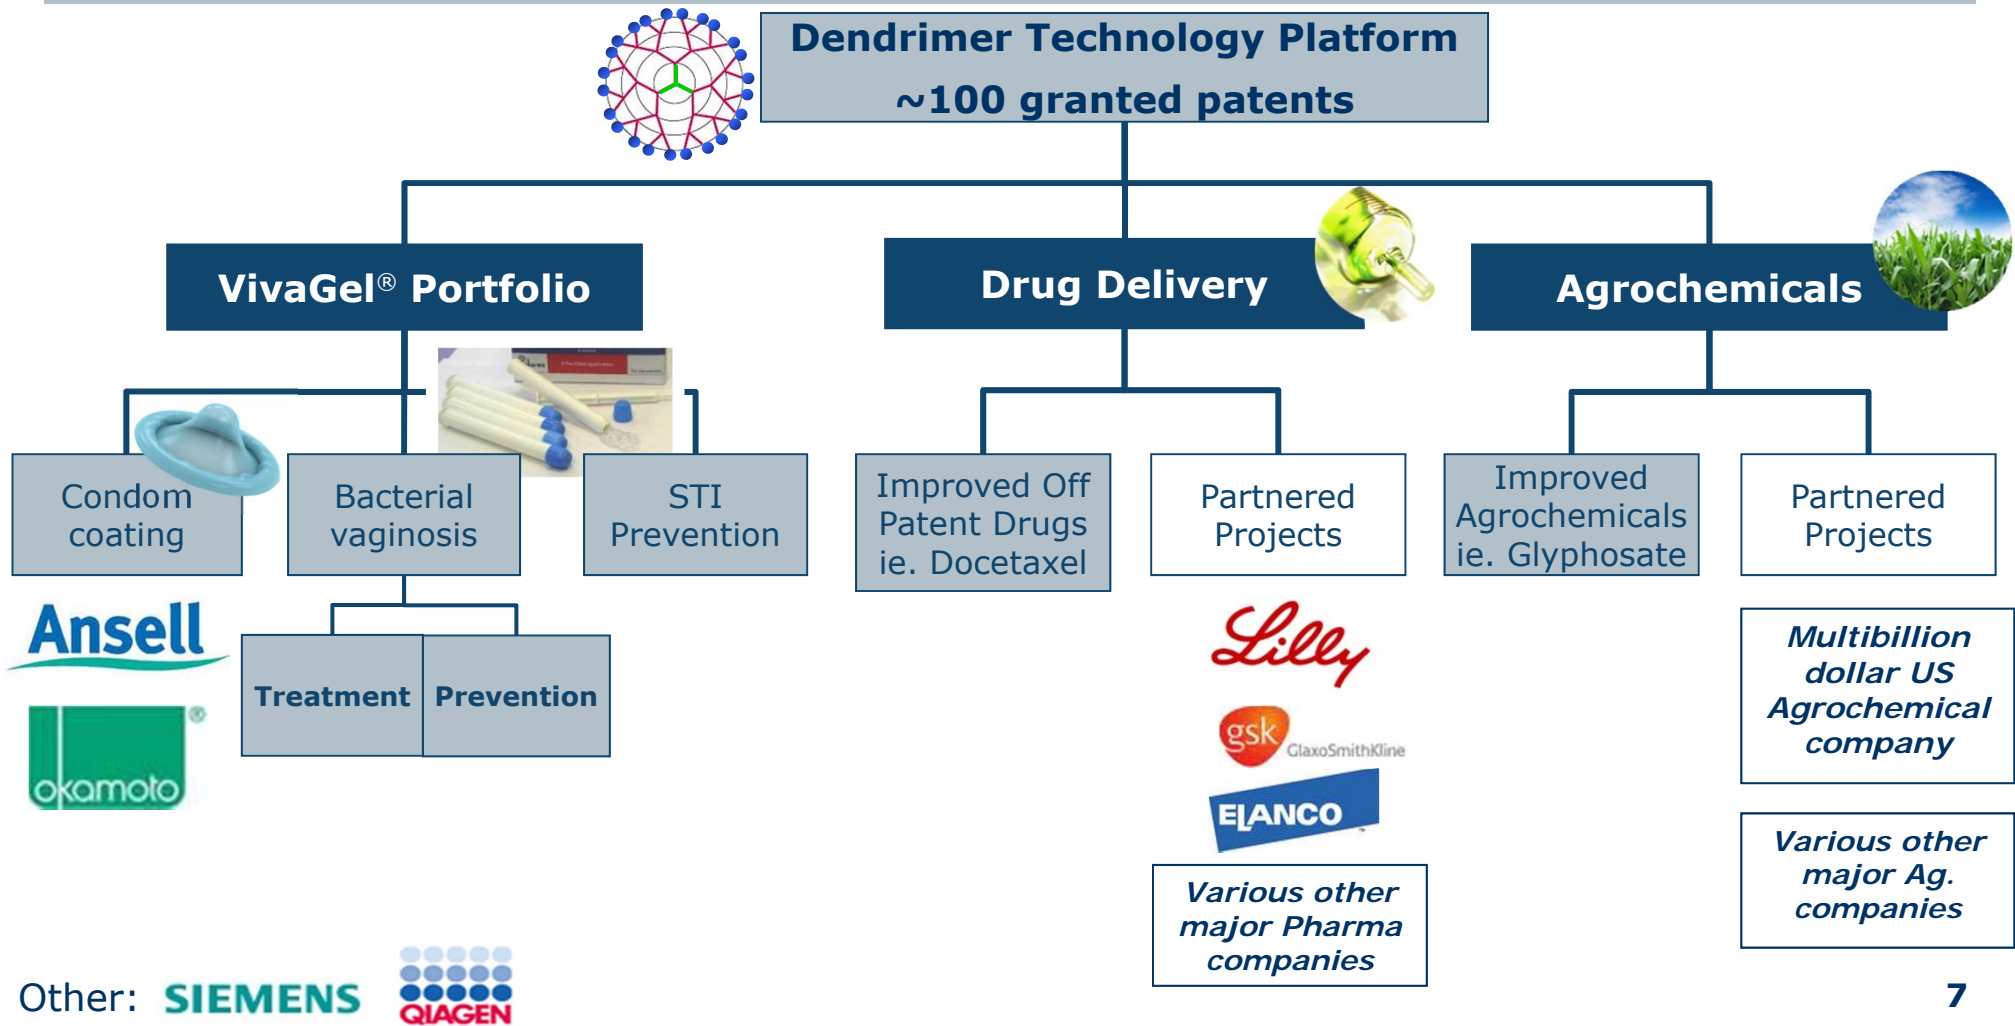 Dendrimer Technology Platform
~100 granted patents
VivaGel® Portfolio
Drug Delivery
Agrochemicals
Condom
coating
Bacterial
vaginosis
STI
Prevention
Improved Off
Patent Drugs
ie. Docetaxel
Partnered
Projects
Improved
Agrochemicals
ie. Glyphosate
Partnered
Projects
Ansell
okamoto®
Treatment
Prevention
Lilly
gsk
GlaxoSmithKline
ELANCO™
Various other
major Pharma
companies
Multibillion
dollar US
Agrochemical
company
Various other
major Ag.
companies
Other:
SIEMENS
QIAGEN
7